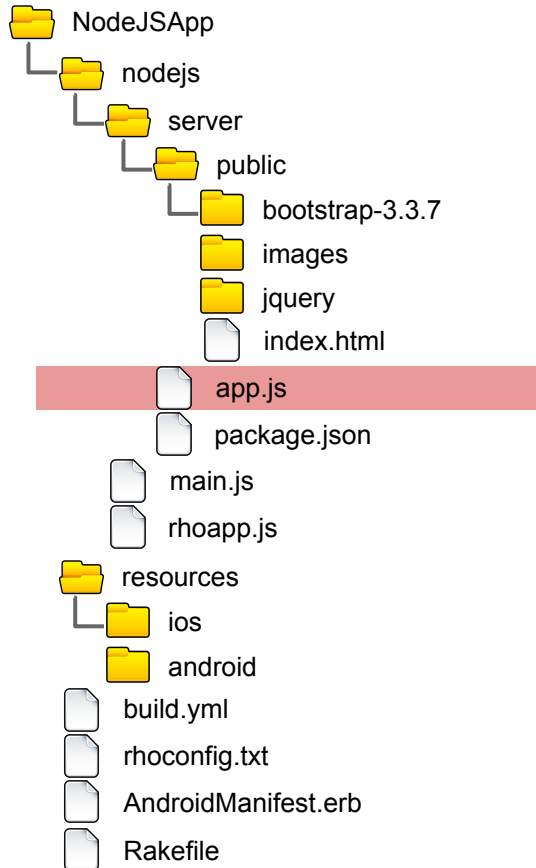 NodeJSApp
nodejs
server
public
bootstrap-3.3.7
images
jquery
index.html
app.js
package.json
main.js
rhoapp.js
resources
ios
android
build.yml
rhoconfig.txt
AndroidManifest.erb
Rakefile